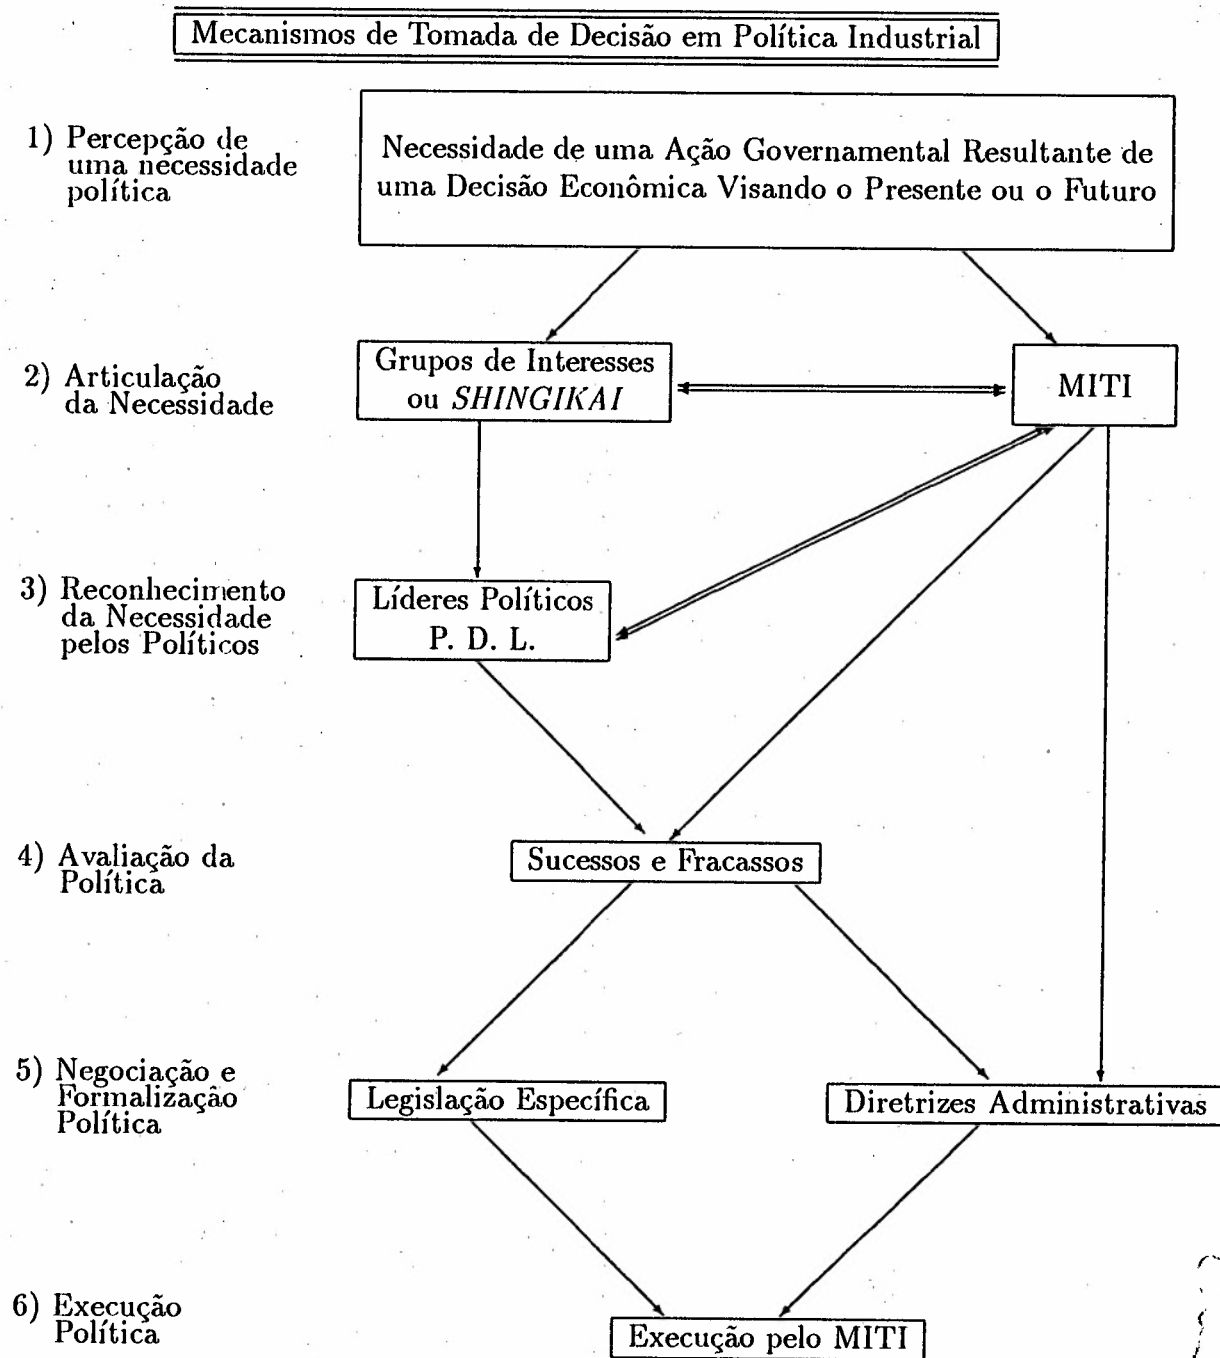 Mecanismos de Tomada de Decisão em Política Industrial
1) Percepção de
uma necessidade
política
Necessidade de uma Ação Governamental Resultante de
uma Decisão Econômica Visando o Presente ou o Futuro
2) Articulação
da Necessidade
Grupos de Interesses
ou SHINGIKAI
MITI
3) Reconhecimento
da Necessidade
pelos Políticos
Líderes Políticos
P. D. L.
4) Avaliação da
Política
Sucessos e Fracassos
5) Negociação e
Formalização
Política
Legislação Específica
Diretrizes Administrativas
6) Execução
Política
Execução pelo MITI